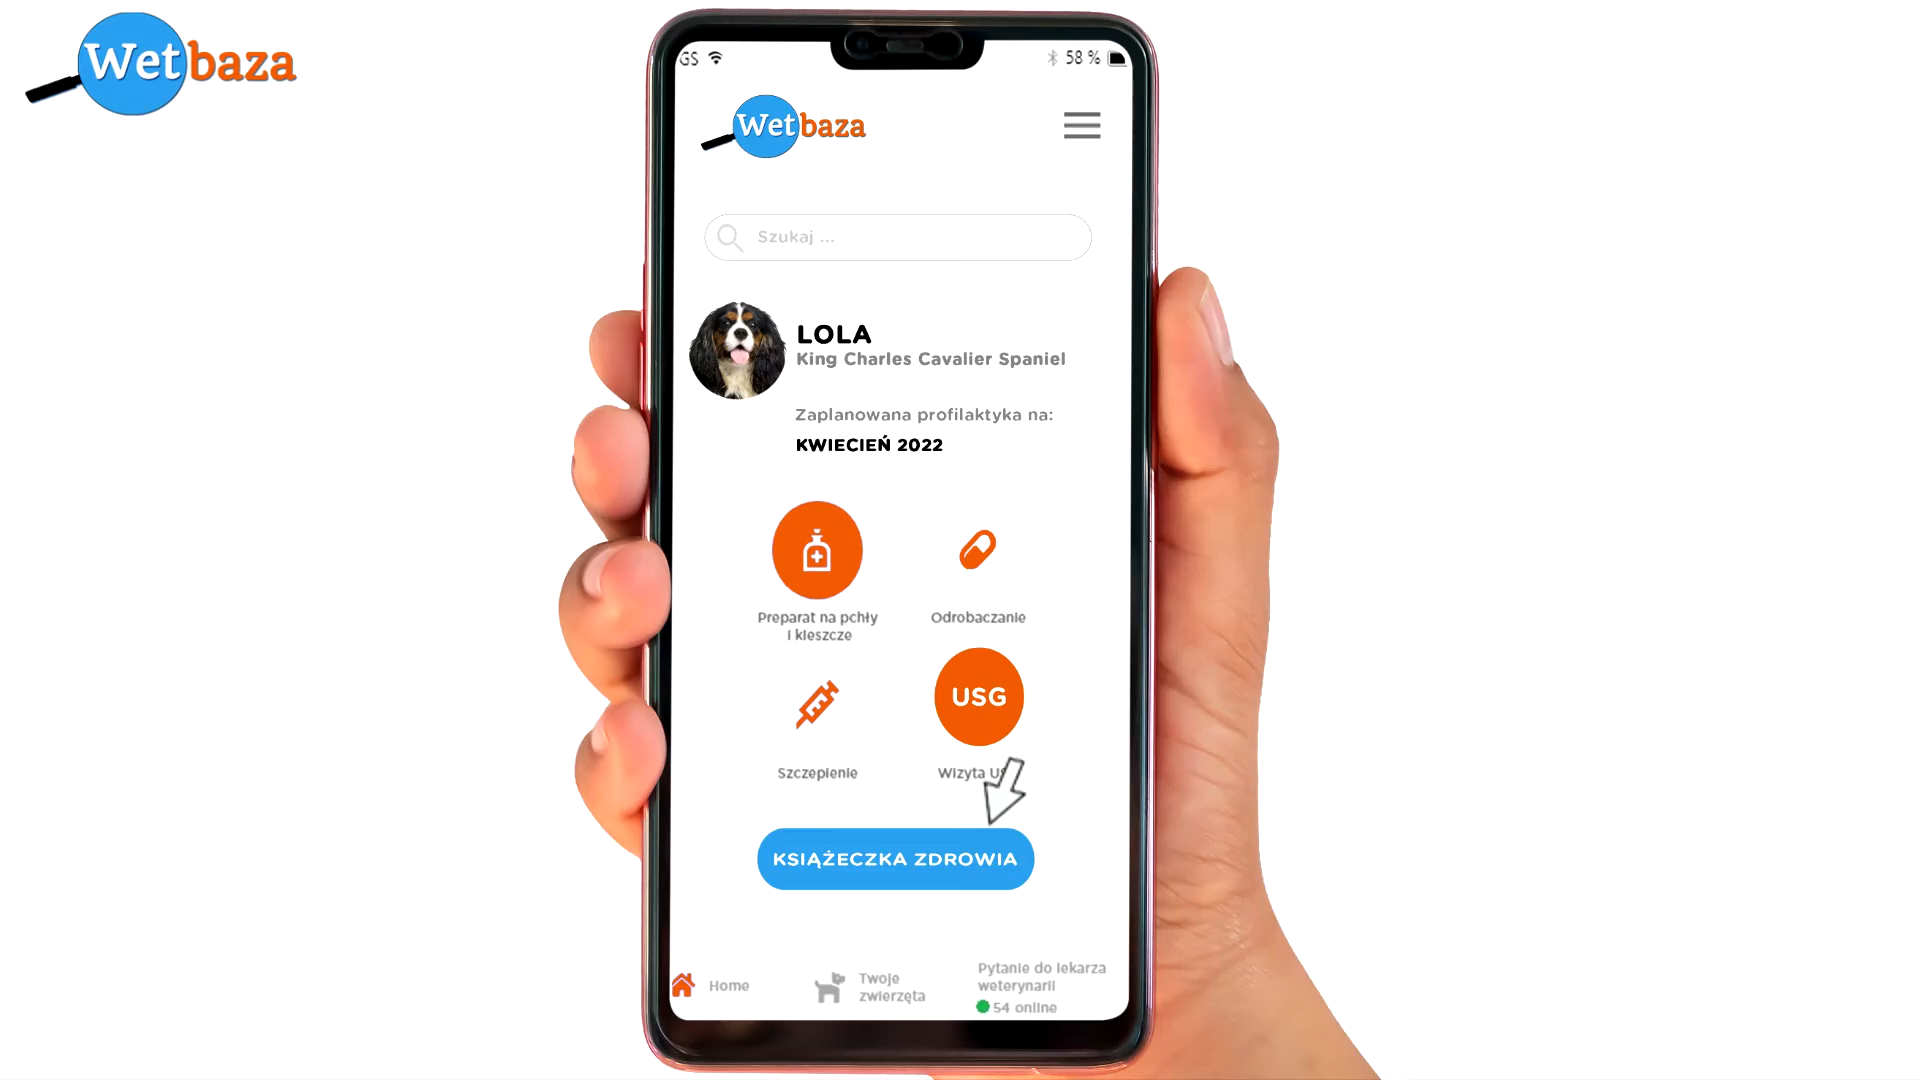 Wetbaza
GS 58 %
Wetbaza
Szukaj ...
LOLA
King Charles Cavalier Spaniel
Zaplanowana profilaktyka na:
KWIECIEŃ 2022
Preparat na pchły
i kleszcze
Odrobaczanie
USG
Szczepienie
Wizyta US
KSIĄŻECZKA ZDROWIA
Home
Twoje
zwierzęta
Pytanie do lekarza
weterynarii
54 online